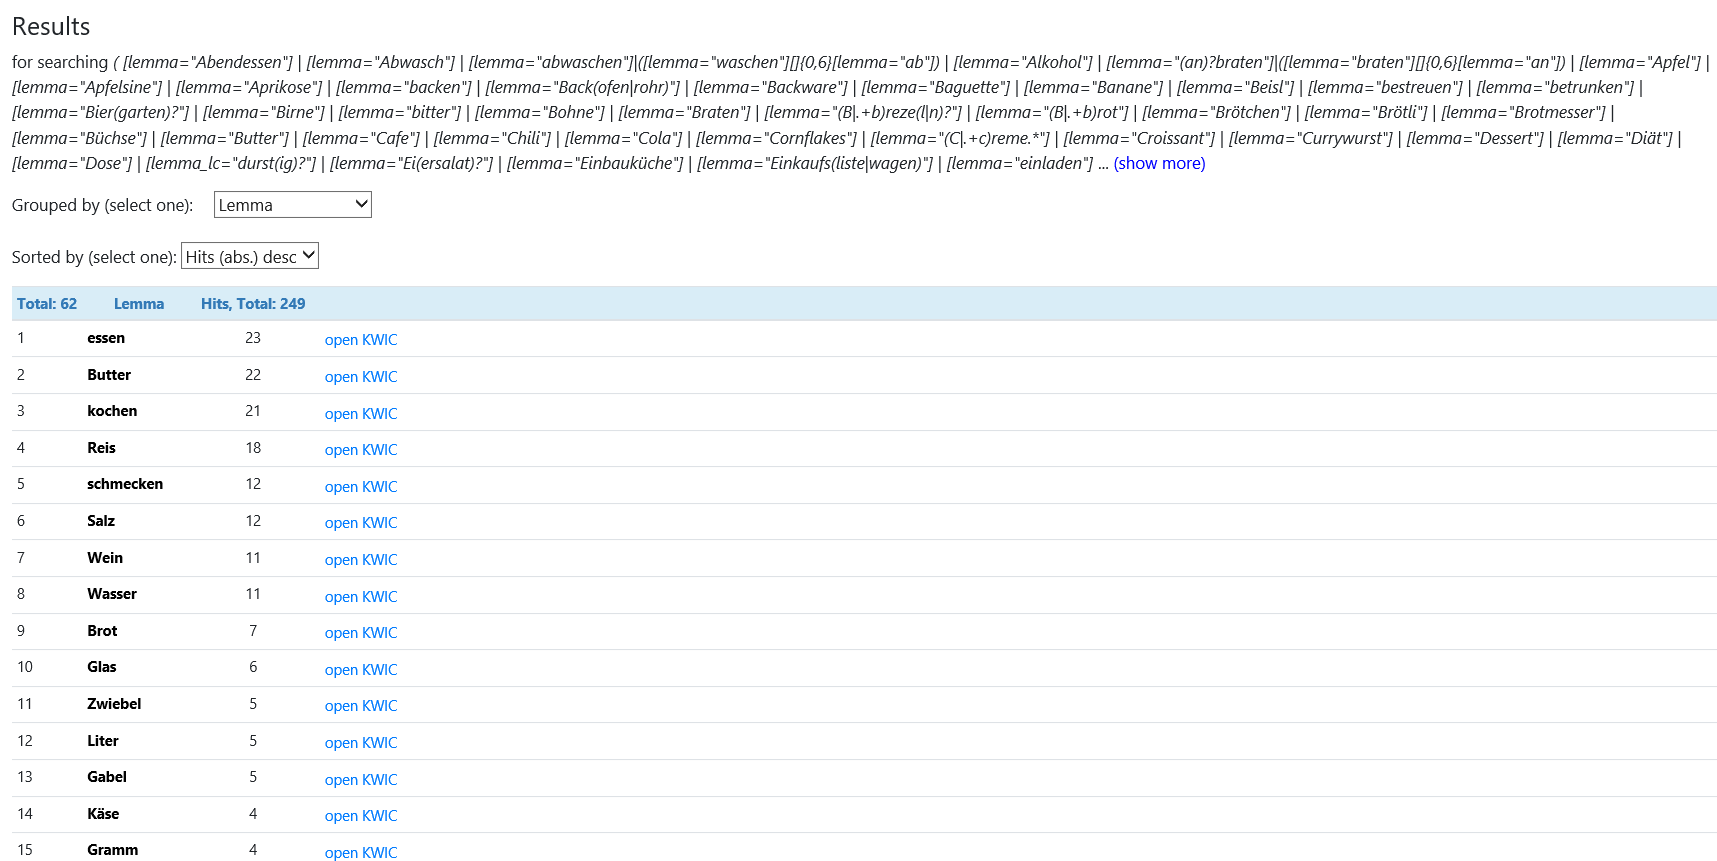 Results
for searching ( [lemma="Abendessen"] | [lemma="Abwasch"] | [lemma="abwaschen"]|([lemma="waschen"][]{0,6}[lemma="ab"]) | [lemma="Alkohol"] | [lemma="(an)?braten"]|([lemma="braten"][]{0,6}[lemma="an"]) | [lemma="Apfel"] |
[lemma="Apfelsine"] | [lemma="Aprikose"] | [lemma="backen"] | [lemma="Back(ofen|rohr)"] | [lemma="Backware"] | [lemma="Baguette"] | [lemma="Banane"] | [lemma="Beisl"] | [lemma="bestreuen"] | [lemma="betrunken"] |
[lemma="Bier(garten)?"] | [lemma="Birne"] | [lemma="bitter"] | [lemma="Bohne"] | [lemma="Braten"] | [lemma="(B|.+b)reze(l|n)?"] | [lemma="(B|.+b)rot"] | [lemma="Brötchen"] | [lemma="Brötli"] | [lemma="Brotmesser"] |
[lemma="Büchse"] | [lemma="Butter"] | [lemma="Cafe"] | [lemma="Chili"] | [lemma="Cola"] | [lemma="Cornflakes"] | [lemma="(C|.+c)reme.*"] | [lemma="Croissant"] | [lemma="Currywurst"] | [lemma="Dessert"] | [lemma="Diät"] |
[lemma="Dose"] | [lemma_lc="durst(ig)?"] | [lemma="Ei(ersalat)?"] | [lemma="Einbauküche"] | [lemma="Einkaufs(liste|wagen)"] | [lemma="einladen"] ... (show more)
Grouped by (select one): Lemma
Sorted by (select one): Hits (abs.) desc
Total: 62 Lemma Hits, Total: 249
1 essen 23 open KWIC
2 Butter 22 open KWIC
3 kochen 21 open KWIC
4 Reis 18 open KWIC
5 schmecken 12 open KWIC
6 Salz 12 open KWIC
7 Wein 11 open KWIC
8 Wasser 11 open KWIC
9 Brot 7 open KWIC
10 Glas 6 open KWIC
11 Zwiebel 5 open KWIC
12 Liter 5 open KWIC
13 Gabel 5 open KWIC
14 Käse 4 open KWIC
15 Gramm 4 open KWIC